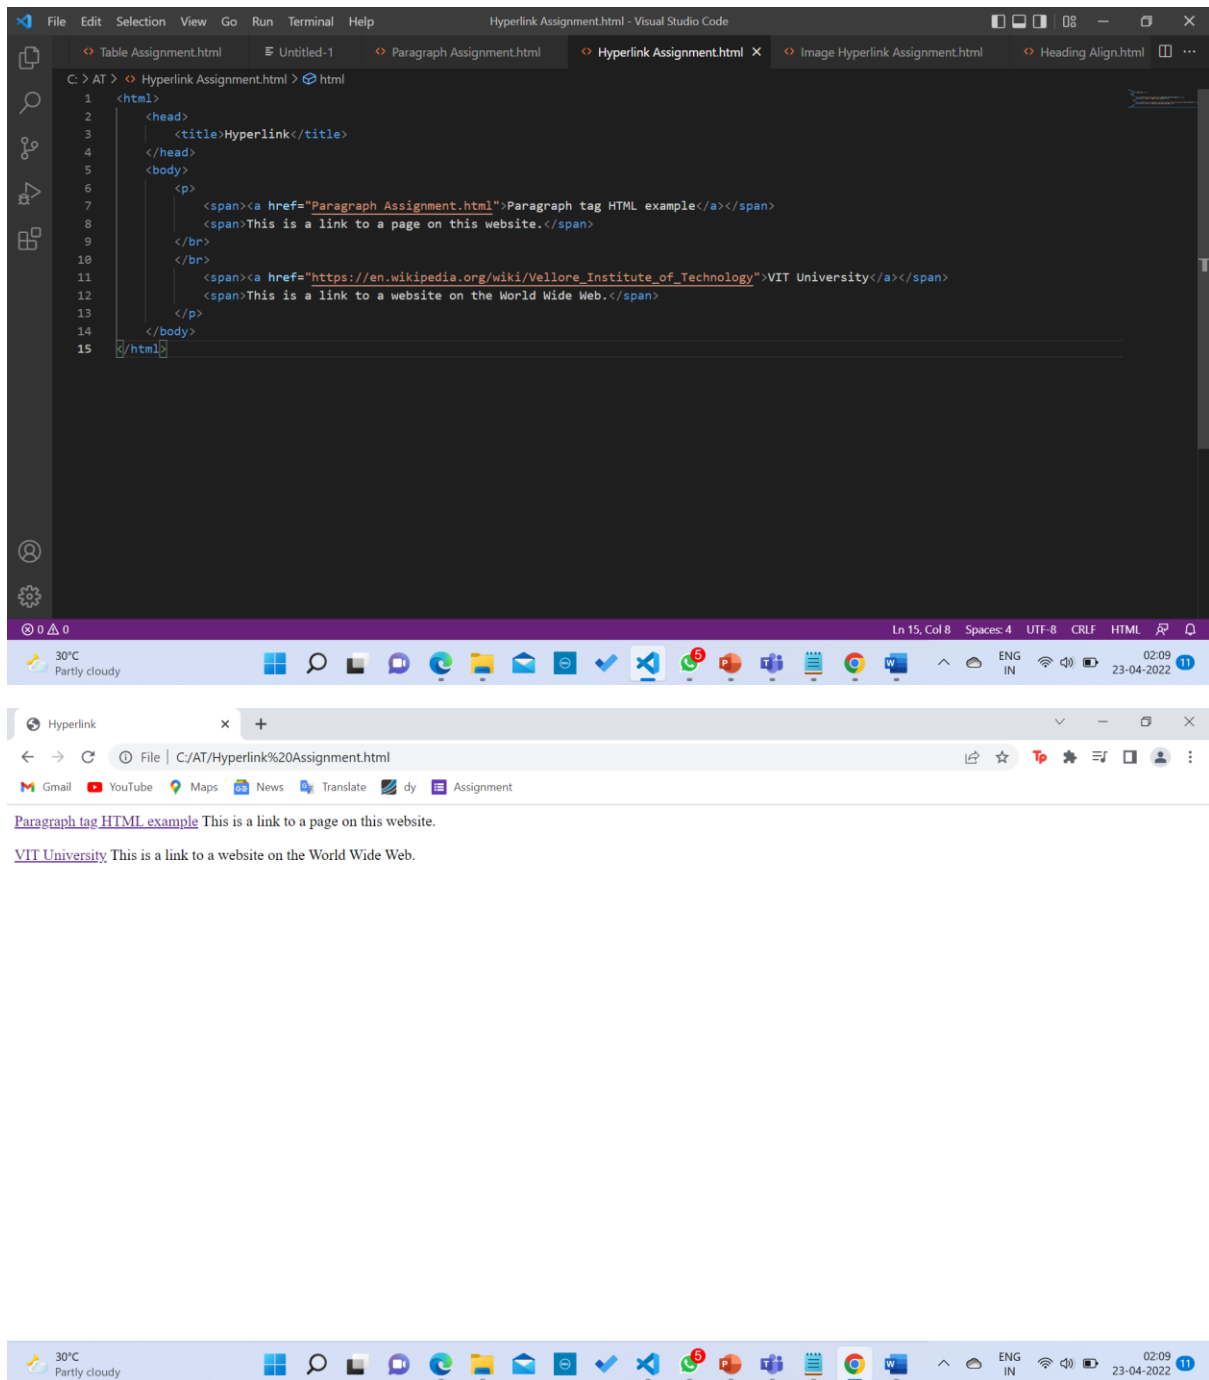 File Edit Selection View Go Run Terminal Help Hyperlink Assignment.html - Visual Studio Code
Table Assignment.html Untitled-1 Paragraph Assignment.html Hyperlink Assignment.html Image Hyperlink Assignment.html Heading Align.html
C: > AT > Hyperlink Assignment.html > html
1 <html>
2 <head>
3 <title>Hyperlink</title>
4 </head>
5 <body>
6 <p>
7 <span><a href="Paragraph Assignment.html">Paragraph tag HTML example</a></span>
8 <span>This is a link to a page on this website.</span>
9 </br>
10 </br>
11 <span><a href="https://en.wikipedia.org/wiki/Vellore_Institute_of_Technology">VIT University</a></span>
12 <span>This is a link to a website on the World Wide Web.</span>
13 </p>
14 </body>
15 </html>
0 0 Ln 15, Col 8 Spaces: 4 UTF-8 CRLF HTML
30°C
Partly cloudy
5
ENG
IN
02:09
23-04-2022
11
Hyperlink
File C:/AT/Hyperlink%20Assignment.html
Gmail YouTube Maps News Translate dy Assignment
Paragraph tag HTML example This is a link to a page on this website.
VIT University This is a link to a website on the World Wide Web.
30°C
Partly cloudy
5
ENG
IN
02:09
23-04-2022
11